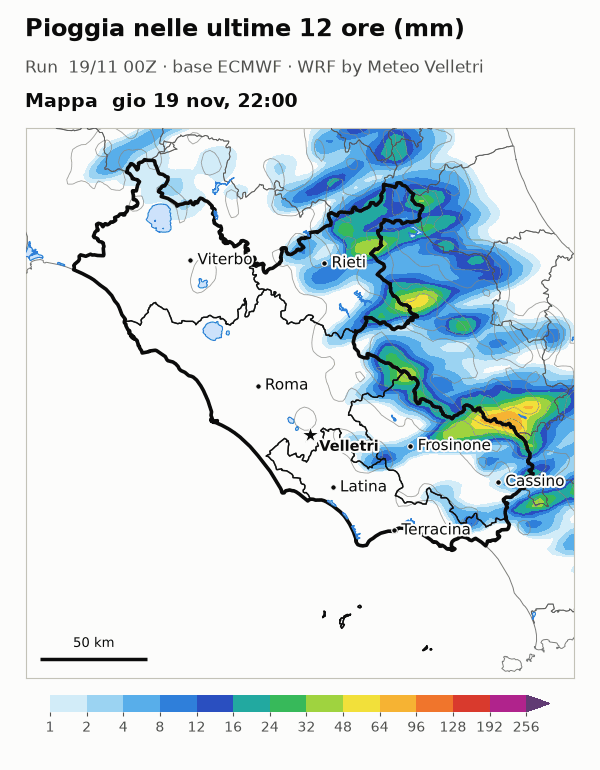 Pioggia nelle ultime 12 ore (mm)
Run 19/11 00Z · base ECMWF · WRF by Meteo Velletri
Mappa gio 19 nov, 22:00
Viterbo
Rieti
Roma
Velletri
Frosinone
Latina
Cassino
Terracina
50 km
1 2 4 8 12 16 24 32 48 64 96 128 192 256